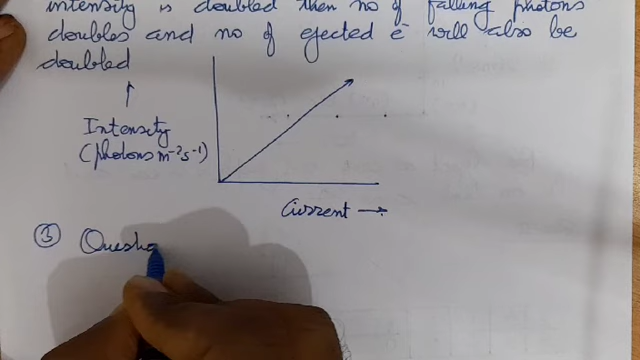 intensity is doubled then no of falling photons
doubles and no of ejected e⁻ will also be
doubled
Intensity
(photons m⁻²s⁻¹)
Current →
③ Questio